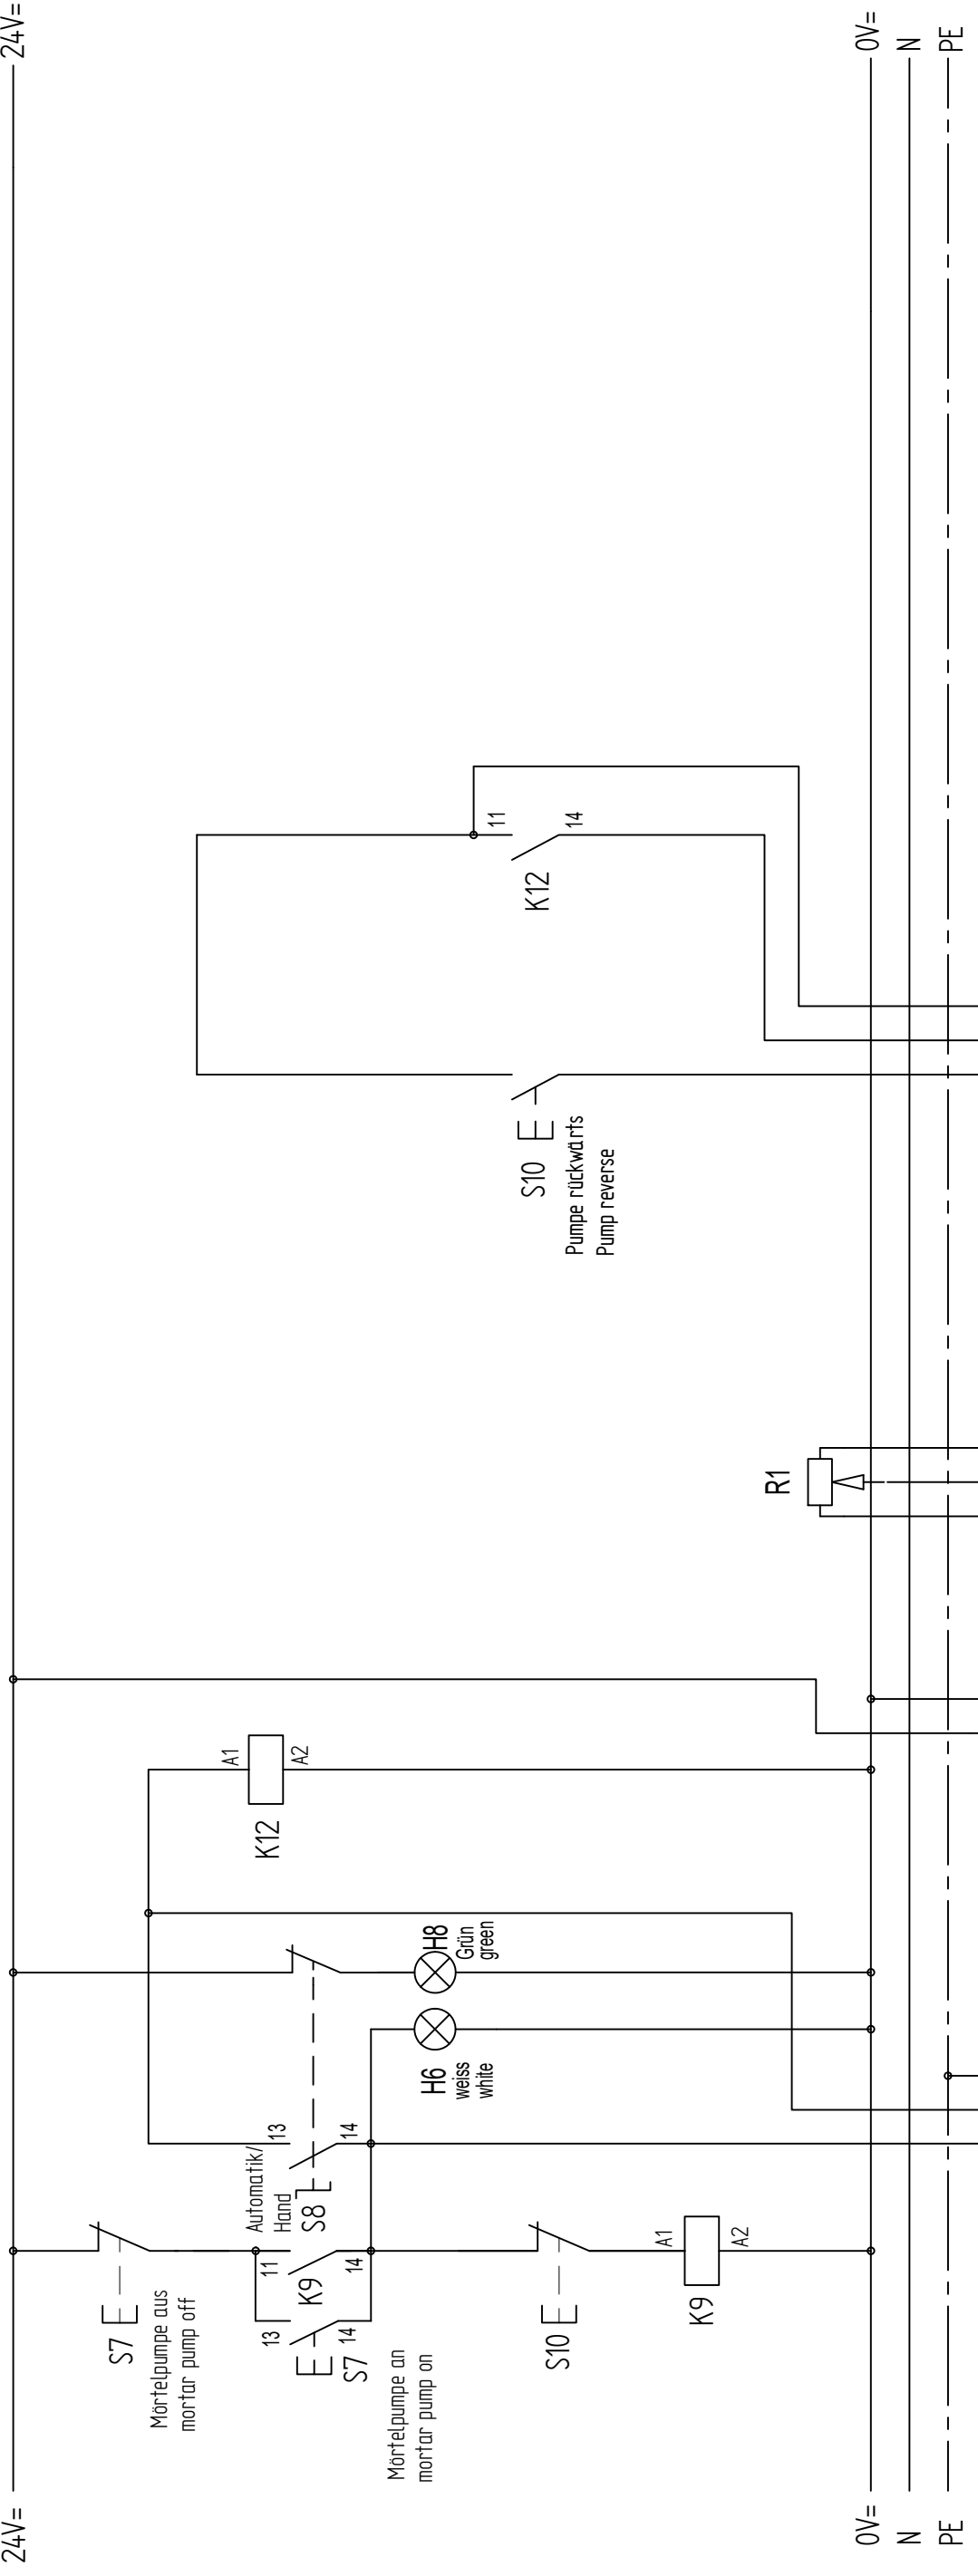 24V=
24V=
S7
Mörtelpumpe aus
mortar pump off
13
14
S7
Mörtelpumpe an
mortar pump on
11
14
K9
S10
A1
A2
K9
Automatik/
Hand
S8
13
14
H6
weiss
white
H8
Grün
green
A1
A2
K12
R1
S10
Pumpe rückwärts
Pump reverse
11
14
K12
0V=
N
PE
0V=
N
PE